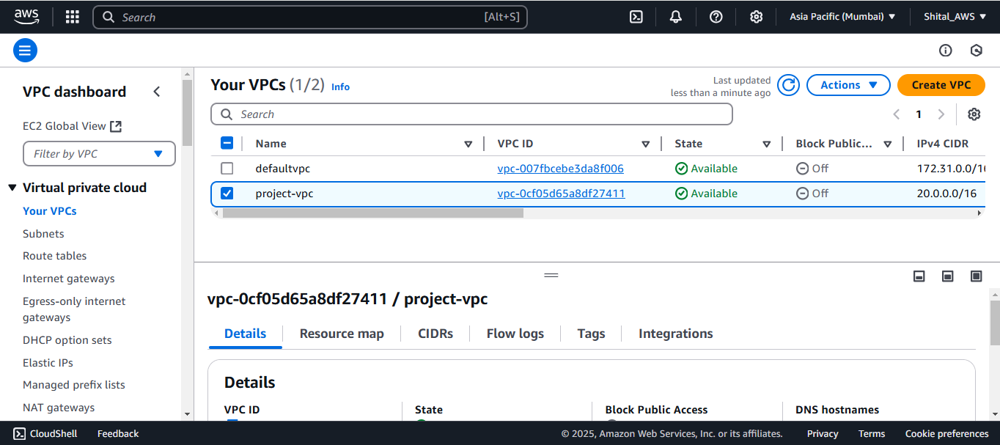 aws
Search [Alt+S]
Asia Pacific (Mumbai)
Shital_AWS
VPC dashboard
EC2 Global View
Filter by VPC
Virtual private cloud
Your VPCs
Subnets
Route tables
Internet gateways
Egress-only internet
gateways
DHCP option sets
Elastic IPs
Managed prefix lists
NAT gateways
Your VPCs (1/2) Info
Last updated
less than a minute ago
Actions
Create VPC
Search
1
Name VPC ID State Block Public... IPv4 CIDR
defaultvpc vpc-007fbcebe3da8f006 Available Off 172.31.0.0/1
project-vpc vpc-0cf05d65a8df27411 Available Off 20.0.0.0/16
vpc-0cf05d65a8df27411 / project-vpc
Details Resource map CIDRs Flow logs Tags Integrations
Details
VPC ID State Block Public Access DNS hostnames
CloudShell Feedback © 2025, Amazon Web Services, Inc. or its affiliates. Privacy Terms Cookie preferences